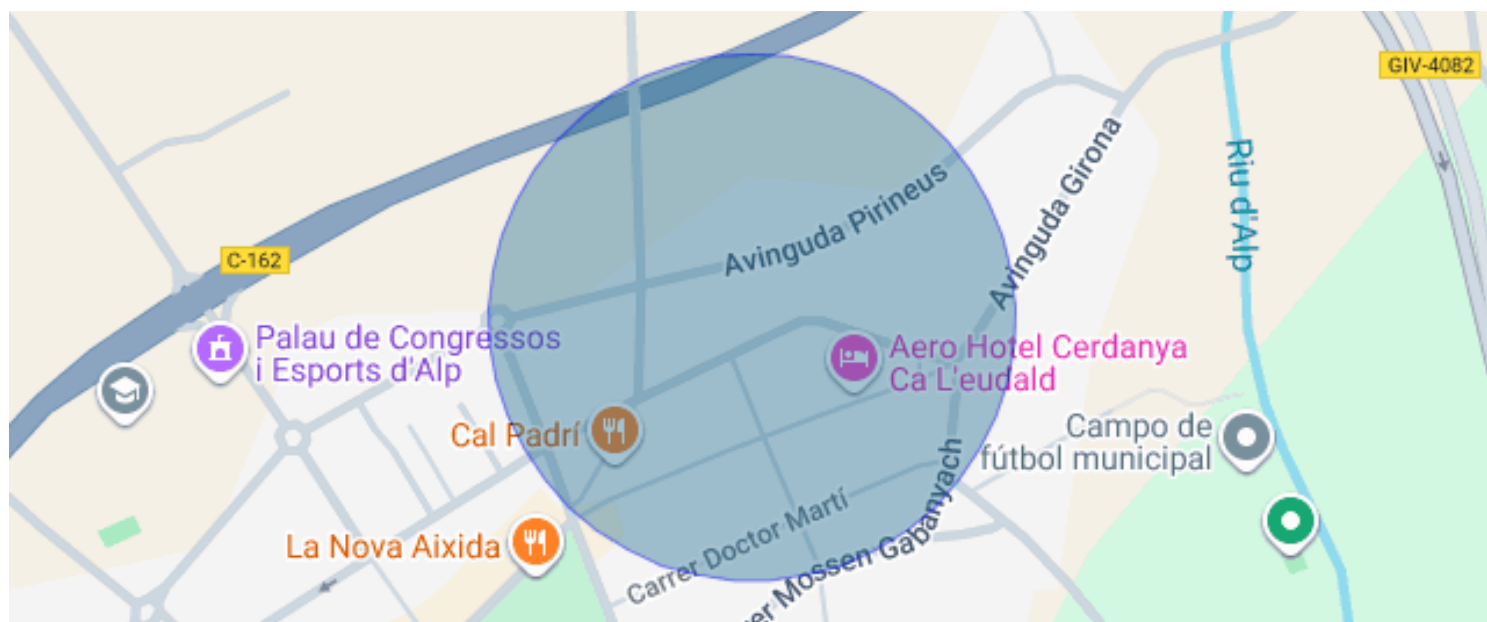 GIV-4082
Riu d'Alp
Avinguda Girona
Avinguda Pirineus
C-162
Palau de Congressos
i Esports d'Alp
Aero Hotel Cerdanya
Ca L'eudald
Cal Padrí
Campo de
fútbol municipal
La Nova Aixida
Carrer Doctor Martí
er Mossen Gabanyach